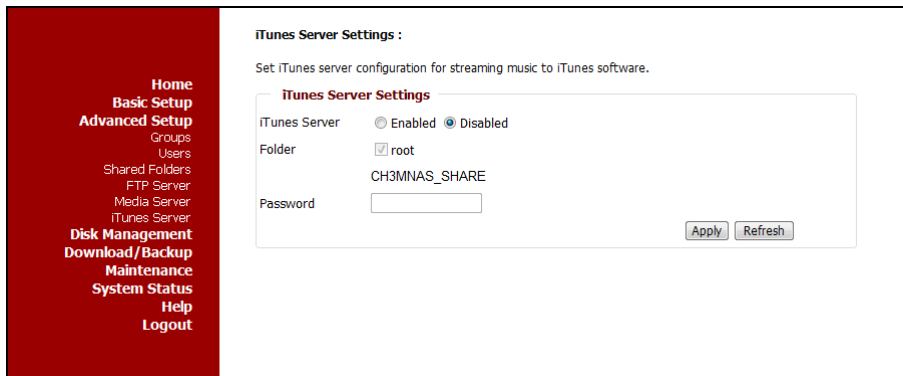 Home
Basic Setup
Advanced Setup
Groups
Users
Shared Folders
FTP Server
Media Server
iTunes Server
Disk Management
Download/Backup
Maintenance
System Status
Help
Logout
iTunes Server Settings :
Set iTunes server configuration for streaming music to iTunes software.
iTunes Server Settings
iTunes Server Enabled Disabled
Folder root
CH3MNAS_SHARE
Password
Apply Refresh